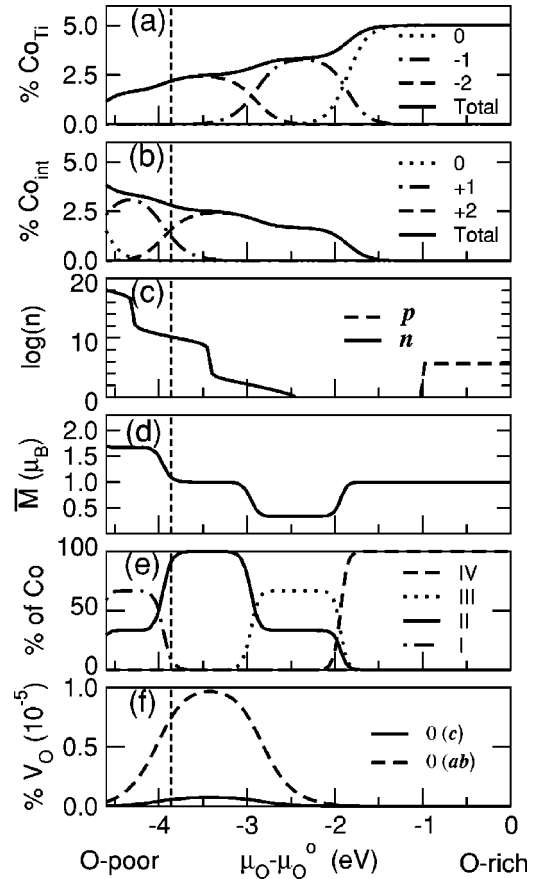 (a)
% Co_Ti
5.0
2.5
0.0
0
-1
-2
Total
(b)
% Co_int
5.0
2.5
0.0
0
+1
+2
Total
(c)
log(n)
20
10
0
p
n
(d)
M̅ (μ_B)
2.0
1.5
1.0
0.5
(e)
% of Co
100
50
0
IV
III
II
I
(f)
% V_O (10^-5)
1.0
0.5
0.0
0 (c)
0 (ab)
-4 -3 -2 -1 0
O-poor μ_O-μ_O^o (eV) O-rich